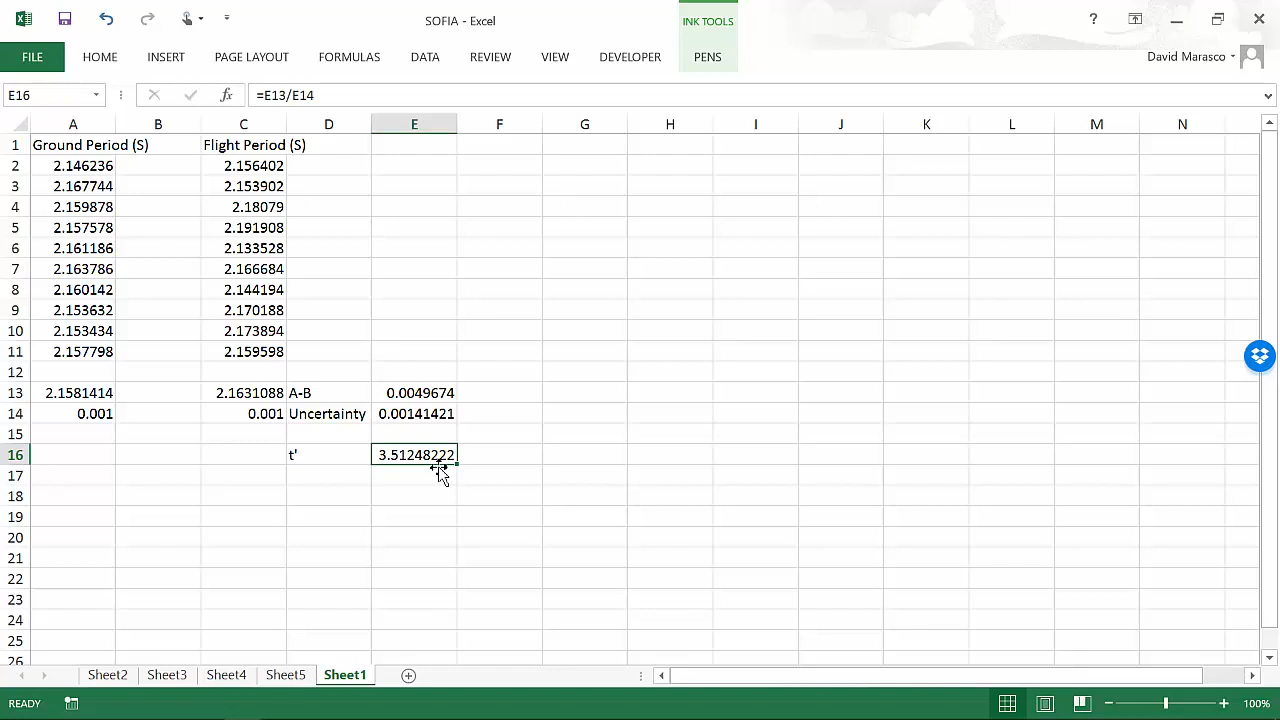 SOFIA - Excel
INK TOOLS
?
FILE HOME INSERT PAGE LAYOUT FORMULAS DATA REVIEW VIEW DEVELOPER PENS David Marasco
E16 fx =E13/E14
A B C D E F G H I J K L M N
1 Ground Period (S) Flight Period (S)
2 2.146236 2.156402
3 2.167744 2.153902
4 2.159878 2.18079
5 2.157578 2.191908
6 2.161186 2.133528
7 2.163786 2.166684
8 2.160142 2.144194
9 2.153632 2.170188
10 2.153434 2.173894
11 2.157798 2.159598
12
13 2.1581414 2.1631088 A-B 0.0049674
14 0.001 0.001 Uncertainty 0.00141421
15
16 t' 3.51248222
17
18
19
20
21
22
23
24
25
26
Sheet2 Sheet3 Sheet4 Sheet5 Sheet1
READY 100%